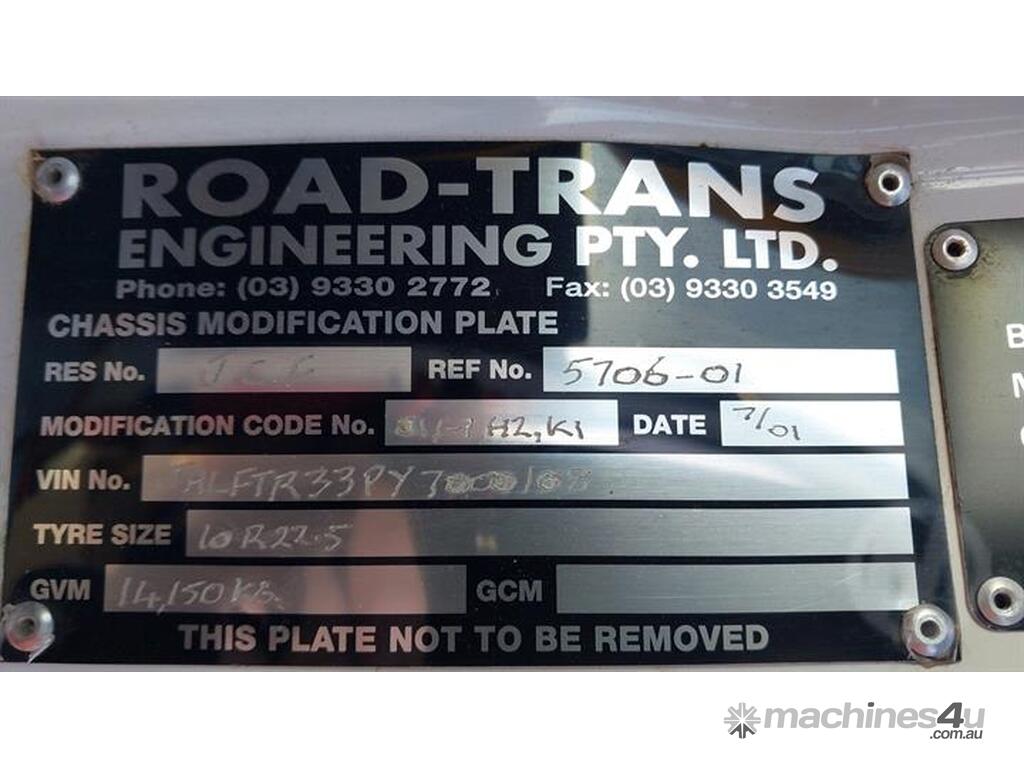 ROAD-TRANS
ENGINEERING PTY. LTD.
Phone: (03) 9330 2772 Fax: (03) 9330 3549
CHASSIS MODIFICATION PLATE
RES No. REF No. 5706-01
MODIFICATION CODE No. H2, K1 DATE 7/01
VIN No.
TYRE SIZE 10R22.5
GVM 14,150KG GCM
THIS PLATE NOT TO BE REMOVED
B
M
machines4u
.com.au